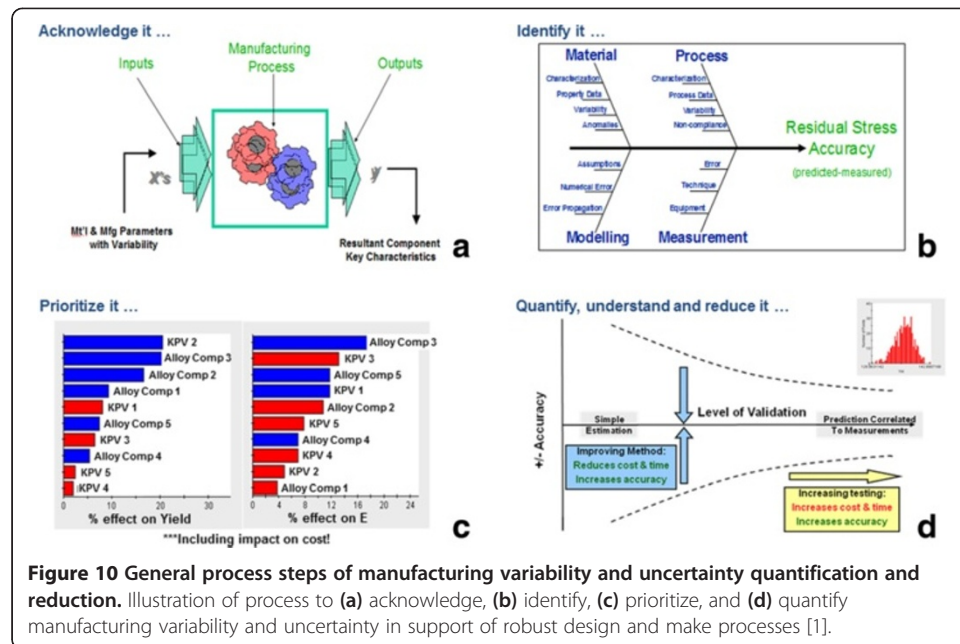 Acknowledge it ...
Inputs
Manufacturing
Process
Outputs
X's
y
Mt'l & Mfg Parameters
with Variability
Resultant Component
Key Characteristics
a
Identify it ...
Material
Process
Characterization
Property Data
Variability
Anomalies
Characterization
Process Data
Variability
Non-compliance
Residual Stress
Accuracy
(predicted-measured)
Assumptions
Numerical Error
Error Propagation
Error
Technique
Equipment
Modelling
Measurement
b
Prioritize it ...
KPV 2
Alloy Comp 3
Alloy Comp 2
Alloy Comp 1
KPV 1
Alloy Comp 5
KPV 3
Alloy Comp 4
KPV 5
KPV 4
0 10 20 30
% effect on Yield
Alloy Comp 3
KPV 3
Alloy Comp 5
KPV 1
Alloy Comp 2
KPV 5
Alloy Comp 4
KPV 4
KPV 2
Alloy Comp 1
0 4 8 12 16 20 24
% effect on E
***Including impact on cost!
c
Quantify, understand and reduce it ...
+/- Accuracy
Level of Validation
Simple
Estimation
Prediction Correlated
To Measurements
Improving Method:
Reduces cost & time
Increases accuracy
Increasing testing:
Increases cost & time
Increases accuracy
d
Figure 10 General process steps of manufacturing variability and uncertainty quantification and
reduction. Illustration of process to (a) acknowledge, (b) identify, (c) prioritize, and (d) quantify
manufacturing variability and uncertainty in support of robust design and make processes [1].